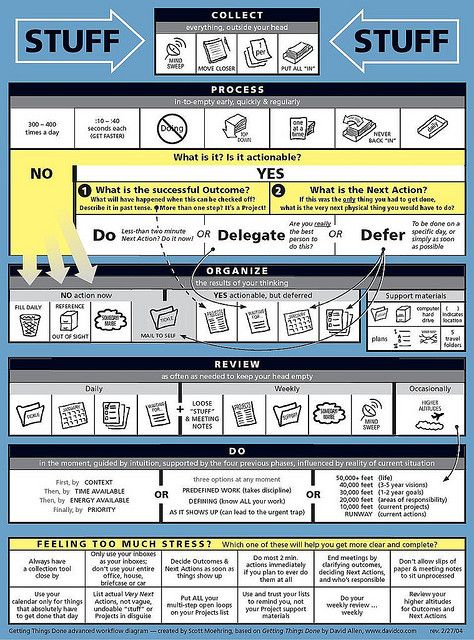 STUFF
COLLECT
everything, outside your head
STUFF
MIND
SWEEP
MOVE CLOSER
per
PUT ALL "IN"
PROCESS
in-to-empty early, quickly & regularly
300 – 400
times a day
:10 – :40
seconds each
(GET FASTER)
Doing
TOP
DOWN
one
at a
time
NEVER
BACK "IN"
daily
What is it? Is it actionable?
NO
YES
1 What is the successful Outcome?
What will have happened when this can be checked off?
Describe it in past tense. ♦More than one step? It's a Project!
2 What is the Next Action?
If this was the only thing you had to get done,
what is the very next physical thing you would have to do?
Do
Less-than two minute
Next Action? Do it now!
OR
Delegate
Are you really
the best
person to
do this?
OR
Defer
To be done on a
specific day, or
simply as soon
as possible
ORGANIZE
the results of your thinking
NO action now
YES actionable, but deferred
Support materials
FILL DAILY
REFERENCE
OUT OF SIGHT
SOMEDAY
MAYBE
TICKLE
MAIL TO SELF
PROJECTS
WAITING
FOR
CALENDAR
computer
hard
drive
( )
indicates
location
plans
5
travel
folders
REVIEW
as often as needed to keep your head empty
Daily
Weekly
Occasionally
TICKLE
CALENDAR
WAITING
FOR
+
LOOSE
"STUFF"
& MEETING
NOTES
PROJECTS
SUPPORT
SOMEDAY
MAYBE
MIND
SWEEP
HIGHER
ALTITUDES
DO
in the moment, guided by intuition, supported by the four previous phases, influenced by reality of current situation
First, by CONTEXT
Then, by TIME AVAILABLE
Then, by ENERGY AVAILABLE
Finally, by PRIORITY
OR
three options at any moment
PREDEFINED WORK (takes discipline)
DEFINING (know ALL your work)
AS IT SHOWS UP (can lead to the urgent trap)
OR
50,000+ feet (life)
40,000 feet (3-5 year visions)
30,000 feet (1-2 year goals)
20,000 feet (areas of responsibility)
10,000 feet (current projects)
RUNWAY (current actions)
FEELING TOO MUCH STRESS? Which one of these will help you get more clear and complete?
Always have
a collection tool
close by
Only use your
inboxes as your
inboxes; don't use your entire
office, house,
briefcase or car
Decide Outcomes &
Next Actions as soon as
things show up
Do most 2 min.
actions immediately
if you plan to ever do
them at all
End meetings by
clarifying outcomes,
deciding Next Actions,
and who's responsible
Don't allow slips of
paper & meeting notes
to sit unprocessed
Use your
calendar only for things
that absolutely have
to get done that day
List actual Very Next
Actions, not vague,
undoable "stuff" or
Projects in disguise
Put ALL your
multi-step open loops
on your Projects list
Use and trust your lists
to remind you, not
your Project support
materials
Do your
weekly review ...
weekly
Review your
higher altitudes
for Outcomes and
Next Actions
Getting Things Done advanced workflow diagram — created by Scott Moehring, based on Getting Things Done by David Allen, www.davidco.com
rev. 2/27/04